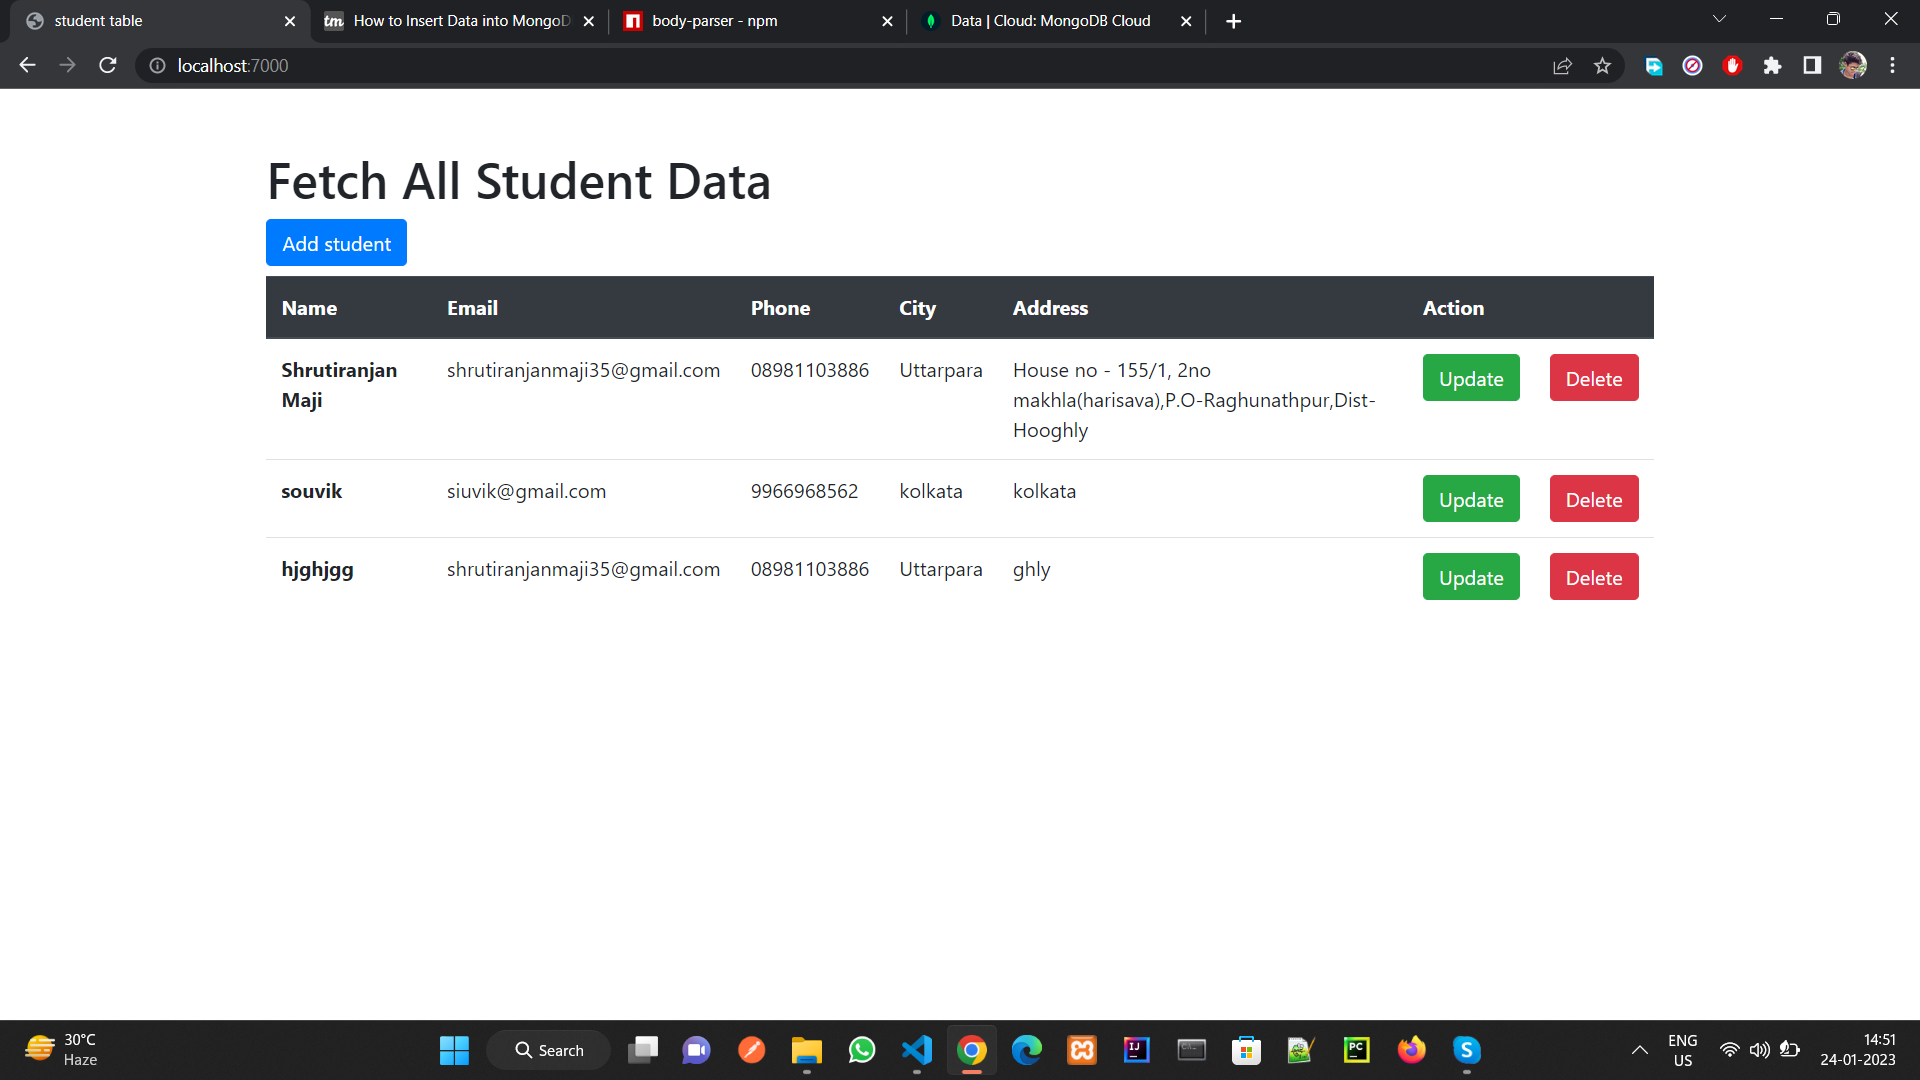 student table
How to Insert Data into MongoD
body-parser - npm
Data | Cloud: MongoDB Cloud
localhost:7000
Fetch All Student Data
Add student
Name Email Phone City Address Action
Shrutiranjan shrutiranjanmaji35@gmail.com 08981103886 Uttarpara House no - 155/1, 2no Update Delete
Maji makhla(harisava),P.O-Raghunathpur,Dist-
Hooghly
souvik siuvik@gmail.com 9966968562 kolkata kolkata Update Delete
hjghjgg shrutiranjanmaji35@gmail.com 08981103886 Uttarpara ghly Update Delete
30°C
Haze
Search
ENG
US
14:51
24-01-2023